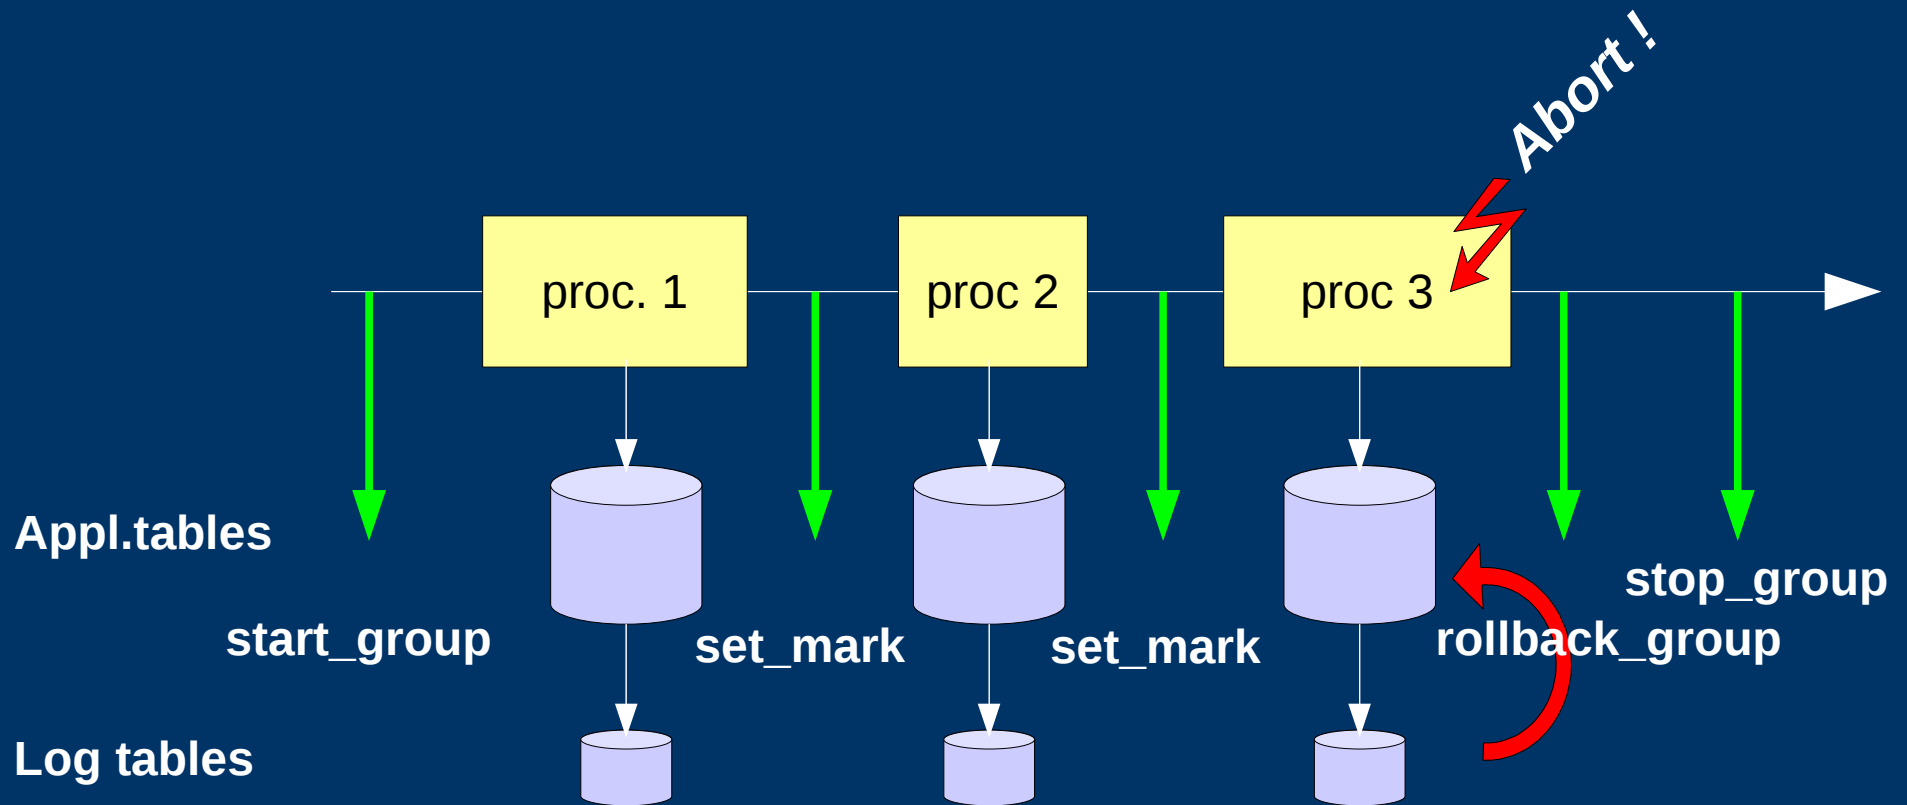 Abort !
proc. 1
proc 2
proc 3
Appl.tables
stop_group
start_group
set_mark
set_mark
rollback_group
Log tables